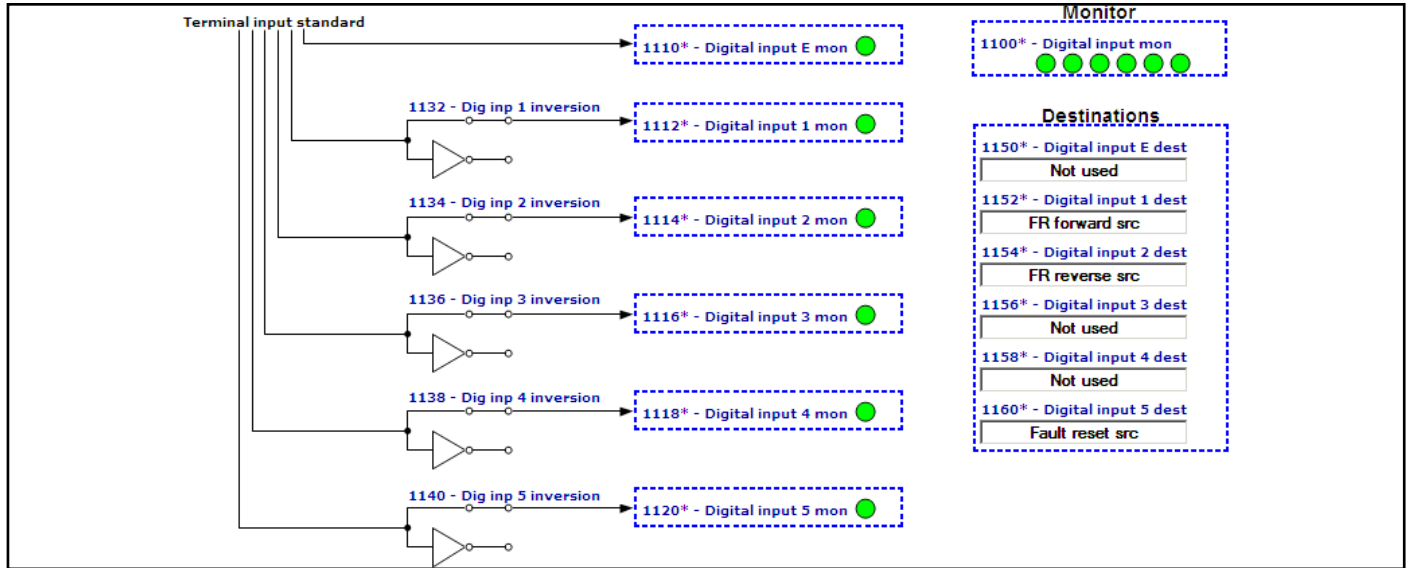 Terminal input standard
1110* - Digital input E mon
1132 - Dig inp 1 inversion
1112* - Digital input 1 mon
1134 - Dig inp 2 inversion
1114* - Digital input 2 mon
1136 - Dig inp 3 inversion
1116* - Digital input 3 mon
1138 - Dig inp 4 inversion
1118* - Digital input 4 mon
1140 - Dig inp 5 inversion
1120* - Digital input 5 mon
Monitor
1100* - Digital input mon
Destinations
1150* - Digital input E dest
Not used
1152* - Digital input 1 dest
FR forward src
1154* - Digital input 2 dest
FR reverse src
1156* - Digital input 3 dest
Not used
1158* - Digital input 4 dest
Not used
1160* - Digital input 5 dest
Fault reset src